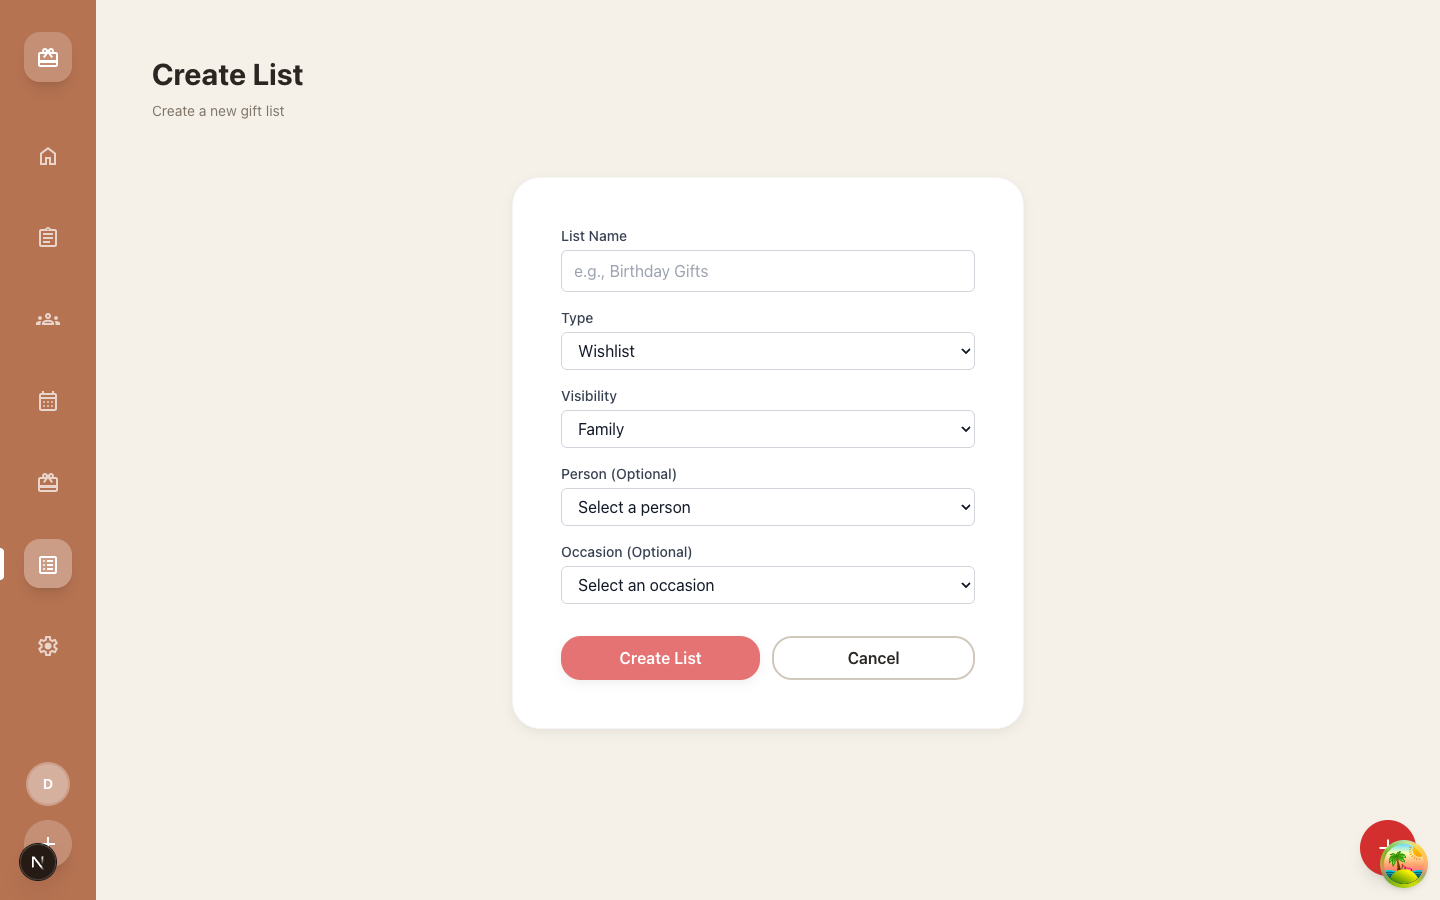 Create List
Create a new gift list
List Name
e.g., Birthday Gifts
Type
Wishlist
Visibility
Family
Person (Optional)
Select a person
Occasion (Optional)
Select an occasion
Create List
Cancel
D
N